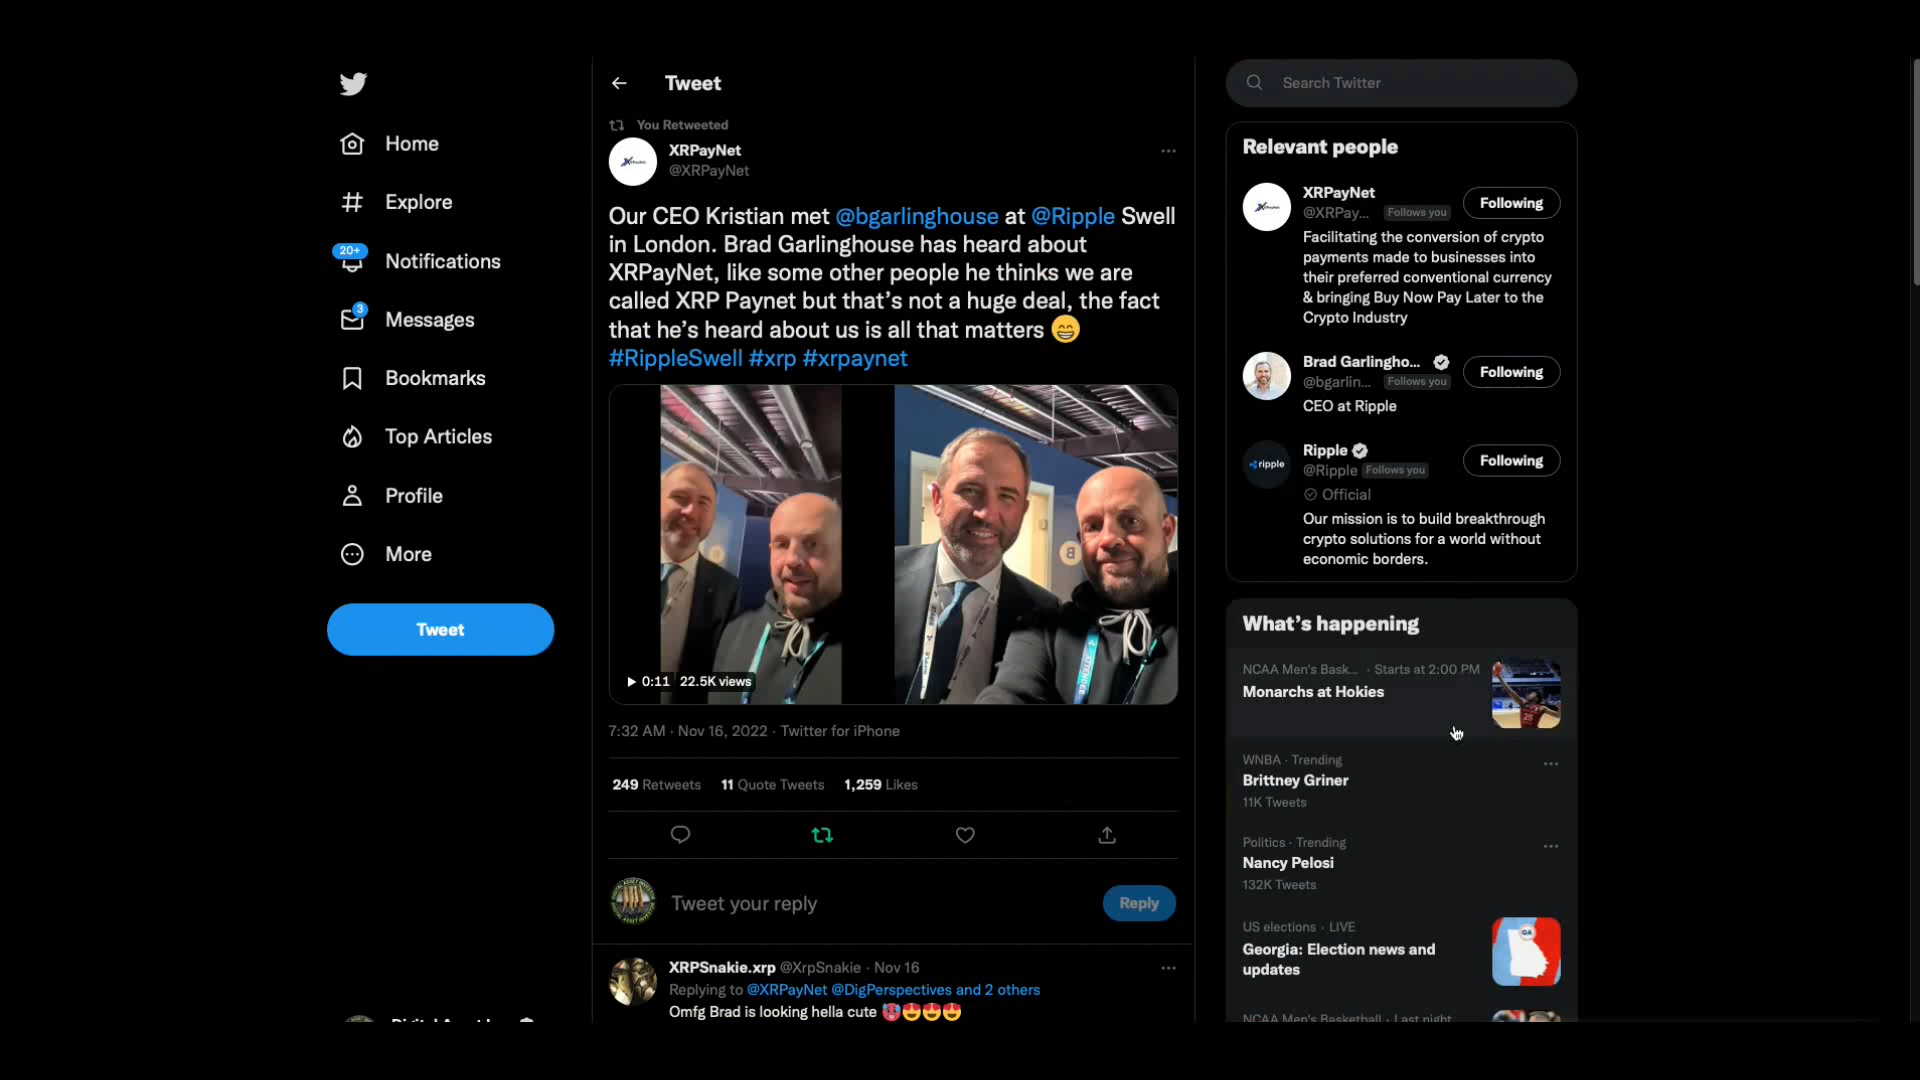 Home
Explore
20+
Notifications
3
Messages
Bookmarks
Top Articles
Profile
More
Tweet
Tweet
You Retweeted
XRPayNet
@XRPayNet
Our CEO Kristian met @bgarlinghouse at @Ripple Swell
in London. Brad Garlinghouse has heard about
XRPayNet, like some other people he thinks we are
called XRP Paynet but that’s not a huge deal, the fact
that he’s heard about us is all that matters 😁
#RippleSwell #xrp #xrpaynet
0:11 22.5K views
7:32 AM · Nov 16, 2022 · Twitter for iPhone
249 Retweets 11 Quote Tweets 1,259 Likes
Tweet your reply
Reply
XRPSnakie.xrp @XrpSnakie · Nov 16
Replying to @XRPayNet @DigPerspectives and 2 others
Omfg Brad is looking hella cute 🥵😍😍😍
Search Twitter
Relevant people
XRPayNet
@XRPay... Follows you
Following
Facilitating the conversion of crypto
payments made to businesses into
their preferred conventional currency
& bringing Buy Now Pay Later to the
Crypto Industry
Brad Garlingho...
@bgarlin... Follows you
Following
CEO at Ripple
ripple
Ripple
@Ripple Follows you
Following
Official
Our mission is to build breakthrough
crypto solutions for a world without
economic borders.
What’s happening
NCAA Men's Bask... · Starts at 2:00 PM
Monarchs at Hokies
WNBA · Trending
Brittney Griner
11K Tweets
Politics · Trending
Nancy Pelosi
132K Tweets
US elections · LIVE
Georgia: Election news and
updates
GA
NCAA Men's Basketball · Last night